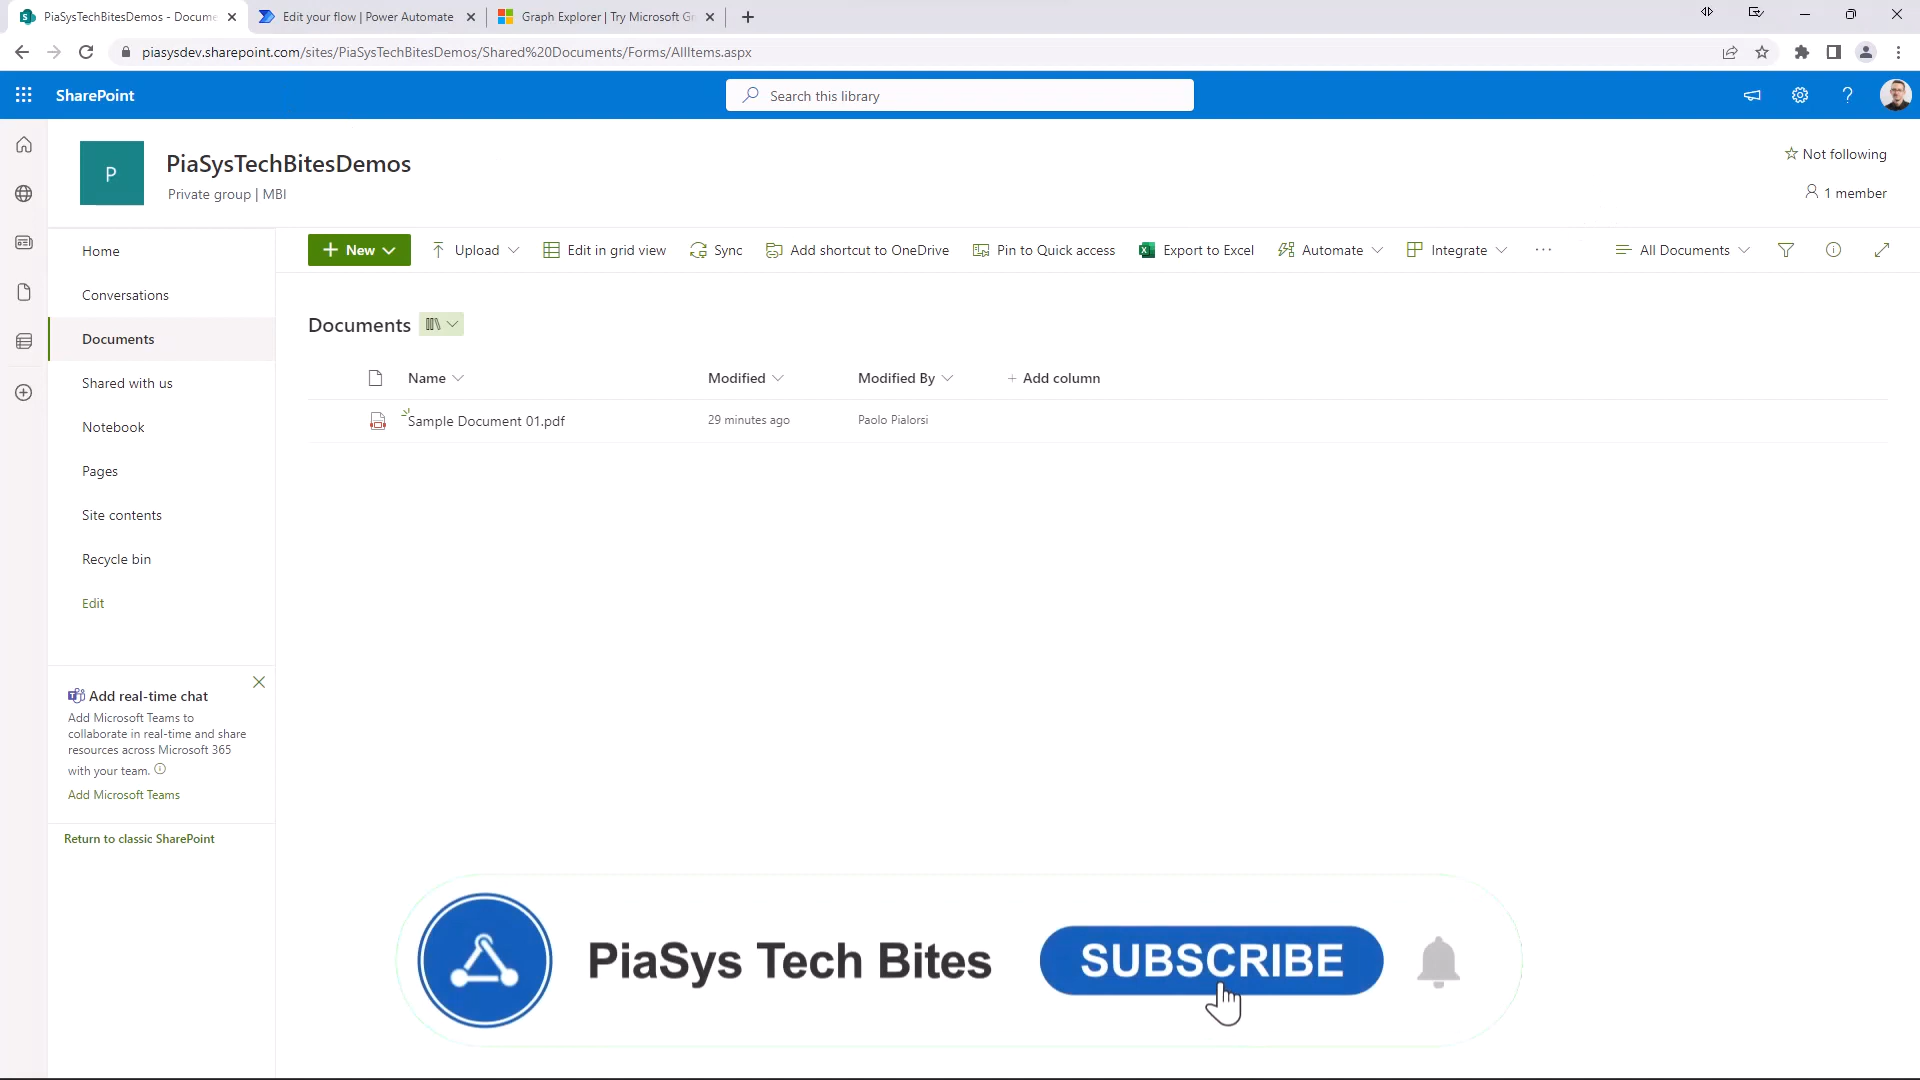 PiaSysTechBitesDemos - Docume
Edit your flow | Power Automate
Graph Explorer | Try Microsoft Gr
piasysdev.sharepoint.com/sites/PiaSysTechBitesDemos/Shared%20Documents/Forms/AllItems.aspx
SharePoint
Search this library
P
PiaSysTechBitesDemos
Private group | MBI
Not following
1 member
Home
Conversations
Documents
Shared with us
Notebook
Pages
Site contents
Recycle bin
Edit
New
Upload
Edit in grid view
Sync
Add shortcut to OneDrive
Pin to Quick access
Export to Excel
Automate
Integrate
All Documents
Documents
Name
Modified
Modified By
Add column
Sample Document 01.pdf
29 minutes ago
Paolo Pialorsi
Add real-time chat
Add Microsoft Teams to
collaborate in real-time and share
resources across Microsoft 365
with your team.
Add Microsoft Teams
Return to classic SharePoint
PiaSys Tech Bites
SUBSCRIBE